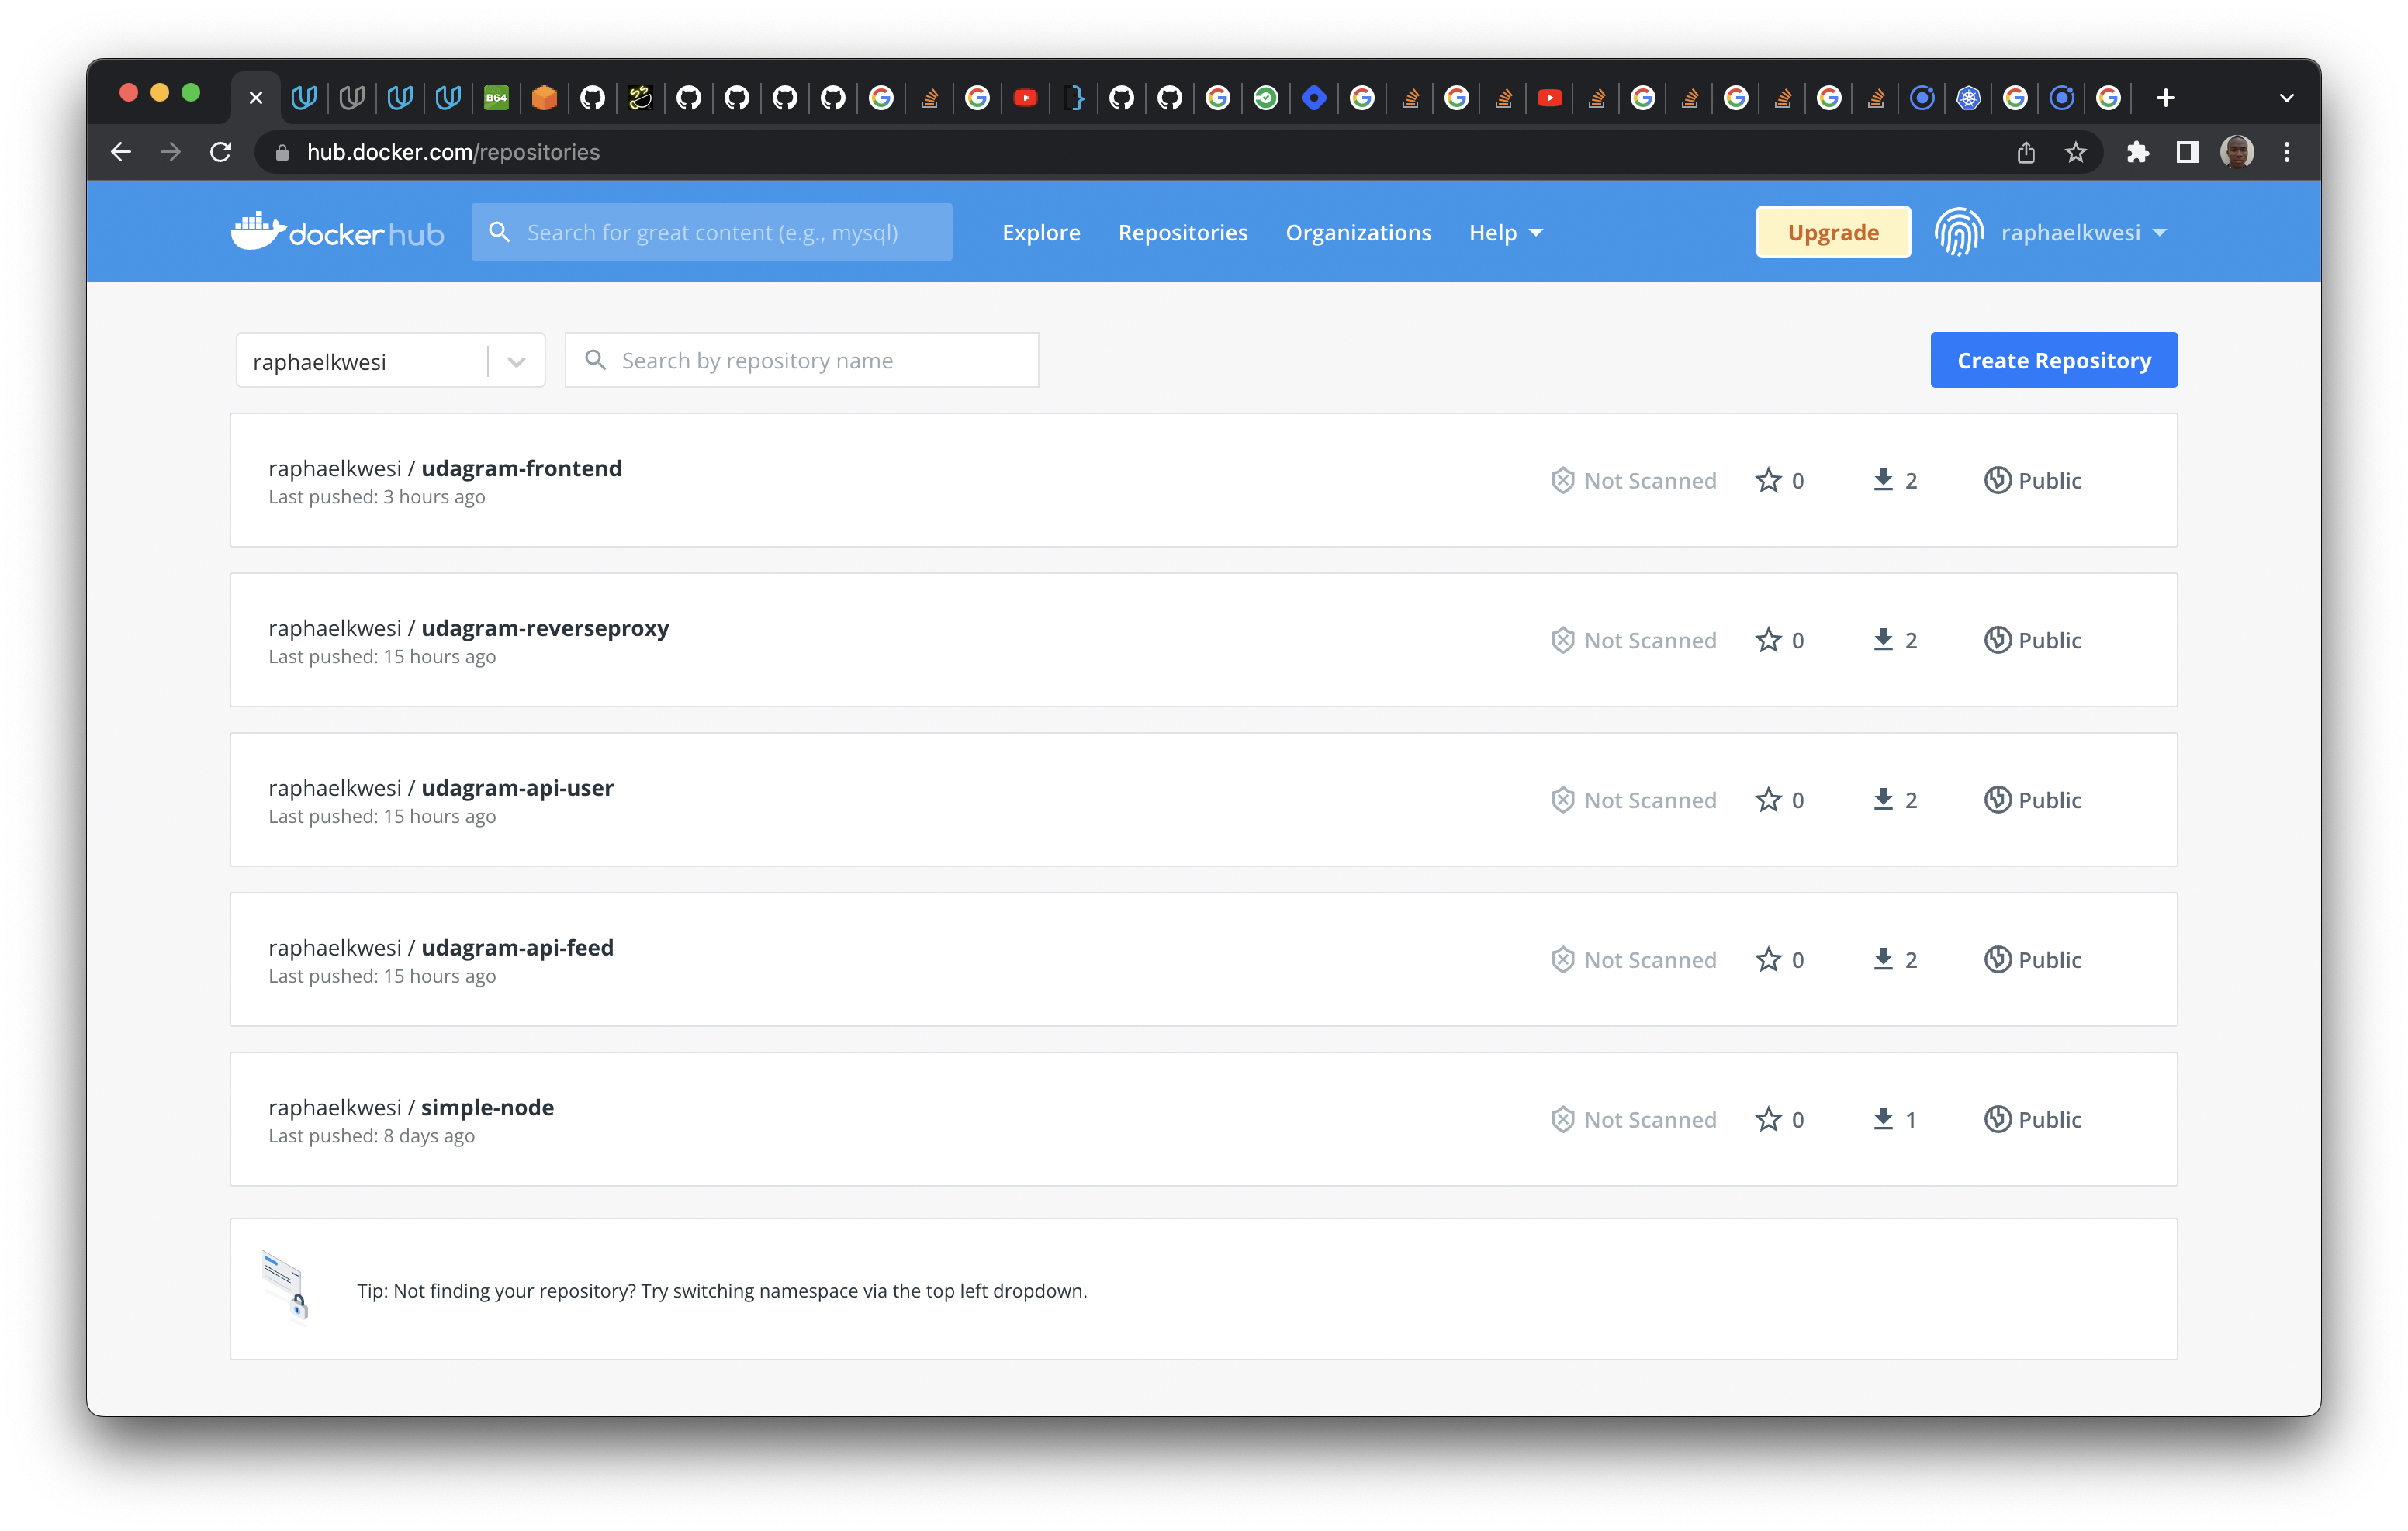 B64
hub.docker.com/repositories
dockerhub
Search for great content (e.g., mysql)
Explore
Repositories
Organizations
Help
Upgrade
raphaelkwesi
raphaelkwesi
Search by repository name
Create Repository
raphaelkwesi / udagram-frontend
Last pushed: 3 hours ago
Not Scanned
0
2
Public
raphaelkwesi / udagram-reverseproxy
Last pushed: 15 hours ago
Not Scanned
0
2
Public
raphaelkwesi / udagram-api-user
Last pushed: 15 hours ago
Not Scanned
0
2
Public
raphaelkwesi / udagram-api-feed
Last pushed: 15 hours ago
Not Scanned
0
2
Public
raphaelkwesi / simple-node
Last pushed: 8 days ago
Not Scanned
0
1
Public
Tip: Not finding your repository? Try switching namespace via the top left dropdown.